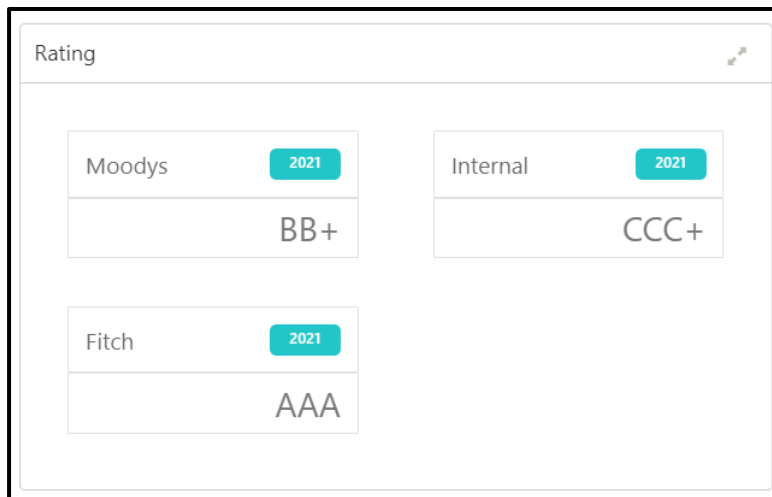 Rating
Moodys 2021
BB+
Internal 2021
CCC+
Fitch 2021
AAA